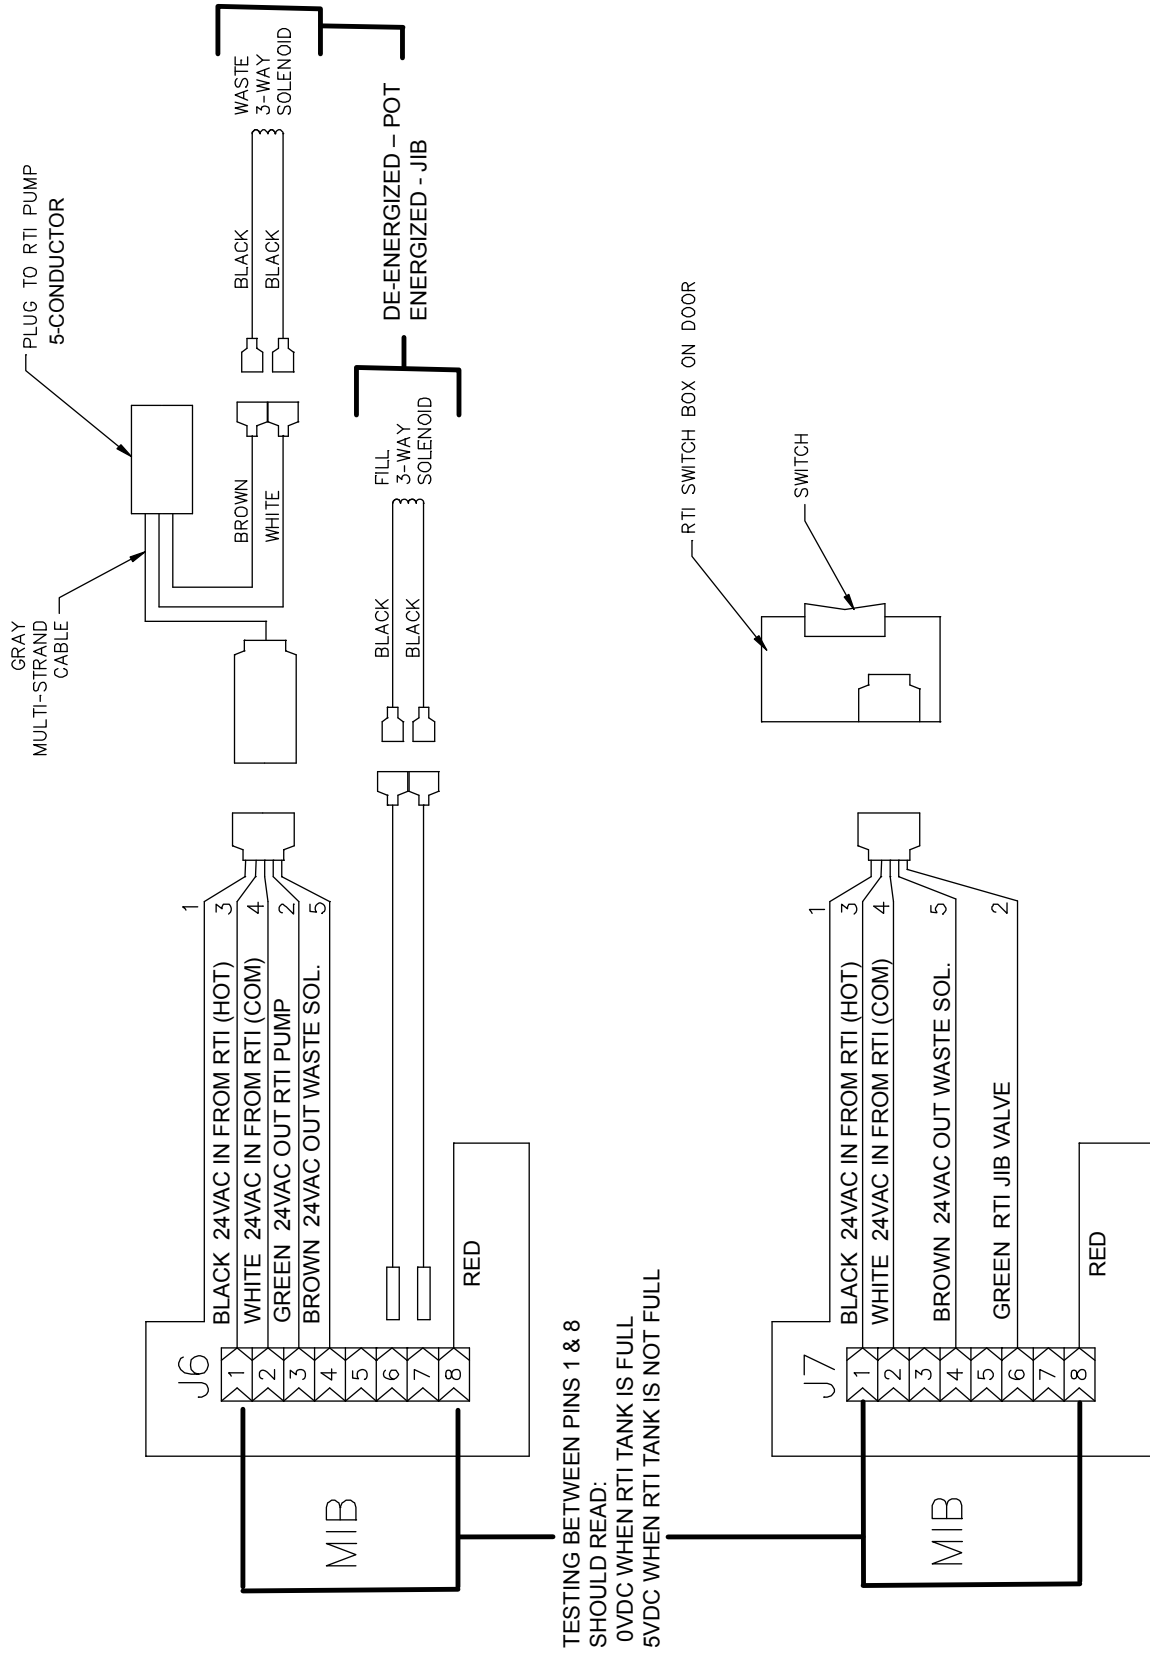 GRAY
MULTI-STRAND
CABLE
PLUG TO RTI PUMP
5-CONDUCTOR
WASTE
3-WAY
SOLENOID
BROWN
WHITE
BLACK
BLACK
J6
1
2
3
4
5
6
7
8
MIB
BLACK 24VAC IN FROM RTI (HOT)
WHITE 24VAC IN FROM RTI (COM)
GREEN 24VAC OUT RTI PUMP
BROWN 24VAC OUT WASTE SOL.
1
3
4
2
5
RED
BLACK
BLACK
FILL
3-WAY
SOLENOID
DE-ENERGIZED – POT
ENERGIZED - JIB
TESTING BETWEEN PINS 1 & 8
SHOULD READ:
0VDC WHEN RTI TANK IS FULL
5VDC WHEN RTI TANK IS NOT FULL
RTI SWITCH BOX ON DOOR
SWITCH
J7
1
2
3
4
5
6
7
8
MIB
BLACK 24VAC IN FROM RTI (HOT)
WHITE 24VAC IN FROM RTI (COM)
BROWN 24VAC OUT WASTE SOL.
GREEN RTI JIB VALVE
1
3
4
5
2
RED